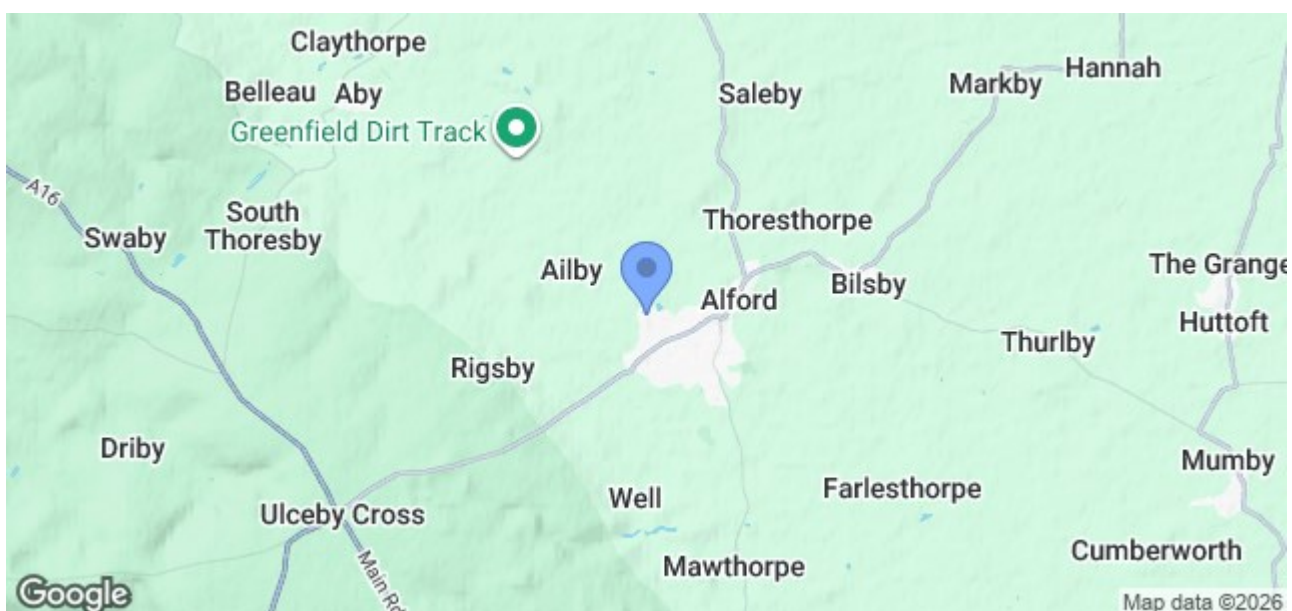 Claythorpe
Hannah
Markby
Belleau Aby
Saleby
Greenfield Dirt Track
A16
South
Thoresby
Thoresthorpe
Swaby
Ailby
The Grange
Bilsby
Alford
Huttoft
Thurlby
Rigsby
Driby
Mumby
Farlesthorpe
Well
Ulceby Cross
Cumberworth
Mawthorpe
Main Rd
Google
Map data ©2026